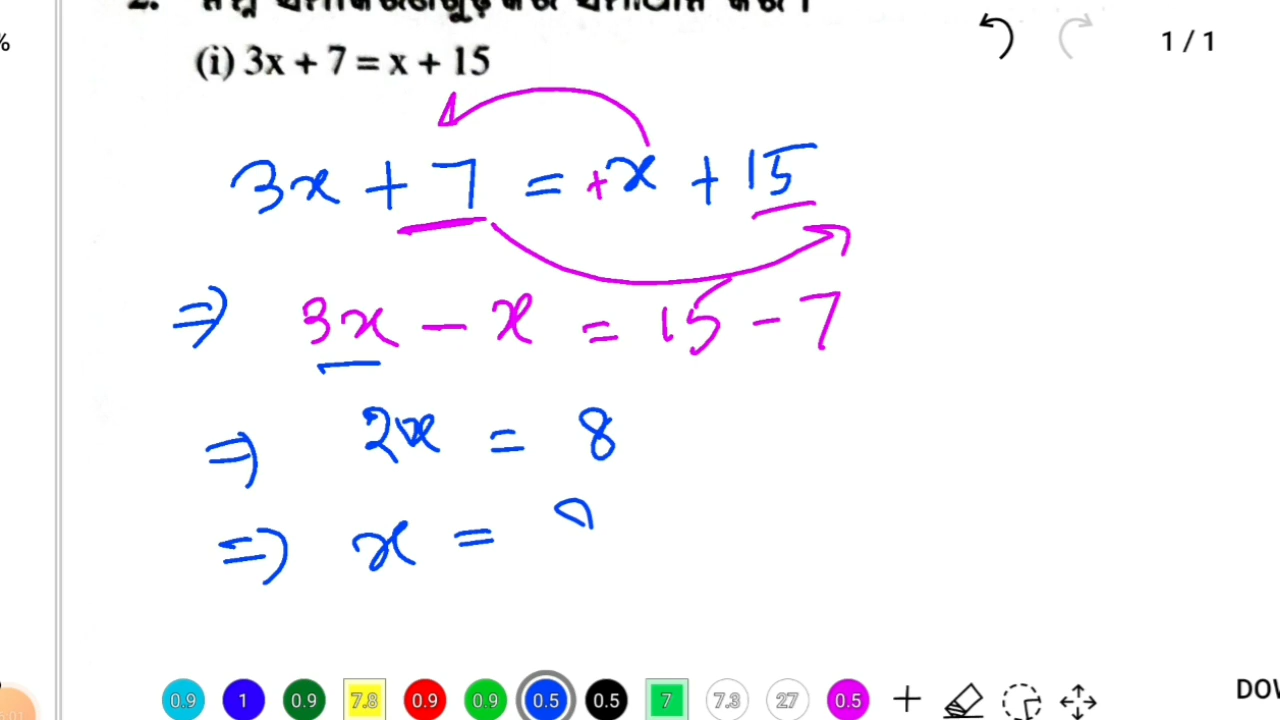 2.
(i) 3x + 7 = x + 15
1 / 1
%
3x + 7 = +x + 15
⇒ 3x − x = 15 − 7
⇒ 2x = 8
⇒ x =
0.9 1 0.9 7.8 0.9 0.9 0.5 0.5 7 7.3 27 0.5